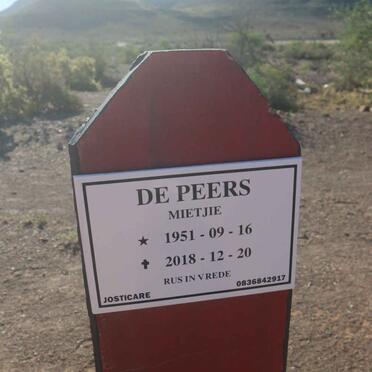 DE PEERS
MIETJIE
★ 1951 - 09 - 16
✝ 2018 - 12 - 20
RUS IN VREDE
JOSTICARE 0836842917